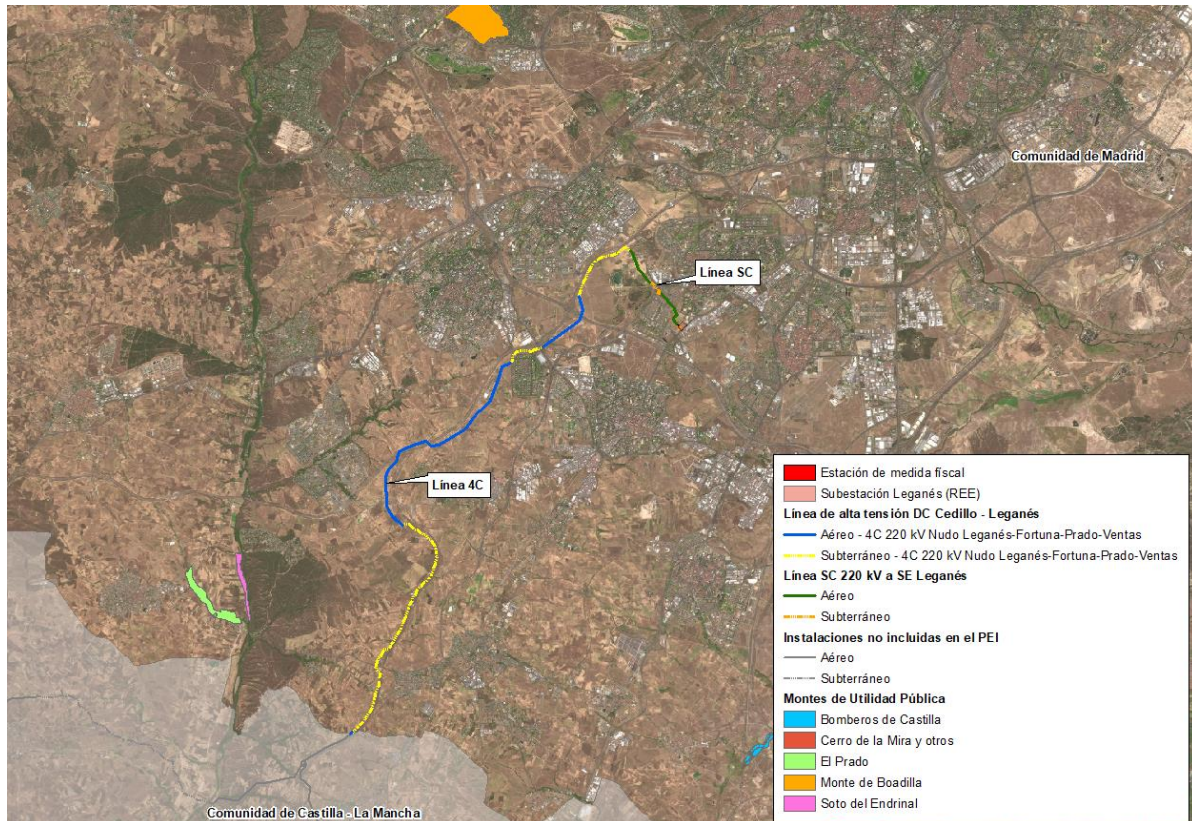 Comunidad de Madrid
Línea SC
Línea 4C
Comunidad de Castilla - La Mancha
Estación de medida fiscal
Subestación Leganés (REE)
Línea de alta tensión DC Cedillo - Leganés
Aéreo - 4C 220 kV Nudo Leganés-Fortuna-Prado-Ventas
Subterráneo - 4C 220 kV Nudo Leganés-Fortuna-Prado-Ventas
Línea SC 220 kV a SE Leganés
Aéreo
Subterráneo
Instalaciones no incluidas en el PEI
Aéreo
Subterráneo
Montes de Utilidad Pública
Bomberos de Castilla
Cerro de la Mira y otros
El Prado
Monte de Boadilla
Soto del Endrinal